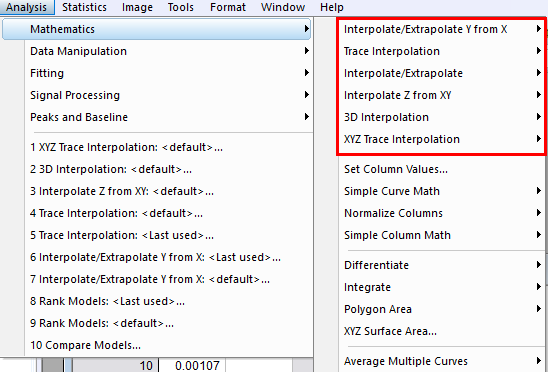 Analysis Statistics Image Tools Format Window Help
Mathematics
Data Manipulation
Fitting
Signal Processing
Peaks and Baseline
1 XYZ Trace Interpolation: <default>...
2 3D Interpolation: <default>...
3 Interpolate Z from XY: <default>...
4 Trace Interpolation: <default>...
5 Trace Interpolation: <Last used>...
6 Interpolate/Extrapolate Y from X: <Last used>...
7 Interpolate/Extrapolate Y from X: <default>...
8 Rank Models: <Last used>...
9 Rank Models: <default>...
10 Compare Models...
10 0.00107
Interpolate/Extrapolate Y from X
Trace Interpolation
Interpolate/Extrapolate
Interpolate Z from XY
3D Interpolation
XYZ Trace Interpolation
Set Column Values...
Simple Curve Math
Normalize Columns
Simple Column Math
Differentiate
Integrate
Polygon Area
XYZ Surface Area...
Average Multiple Curves